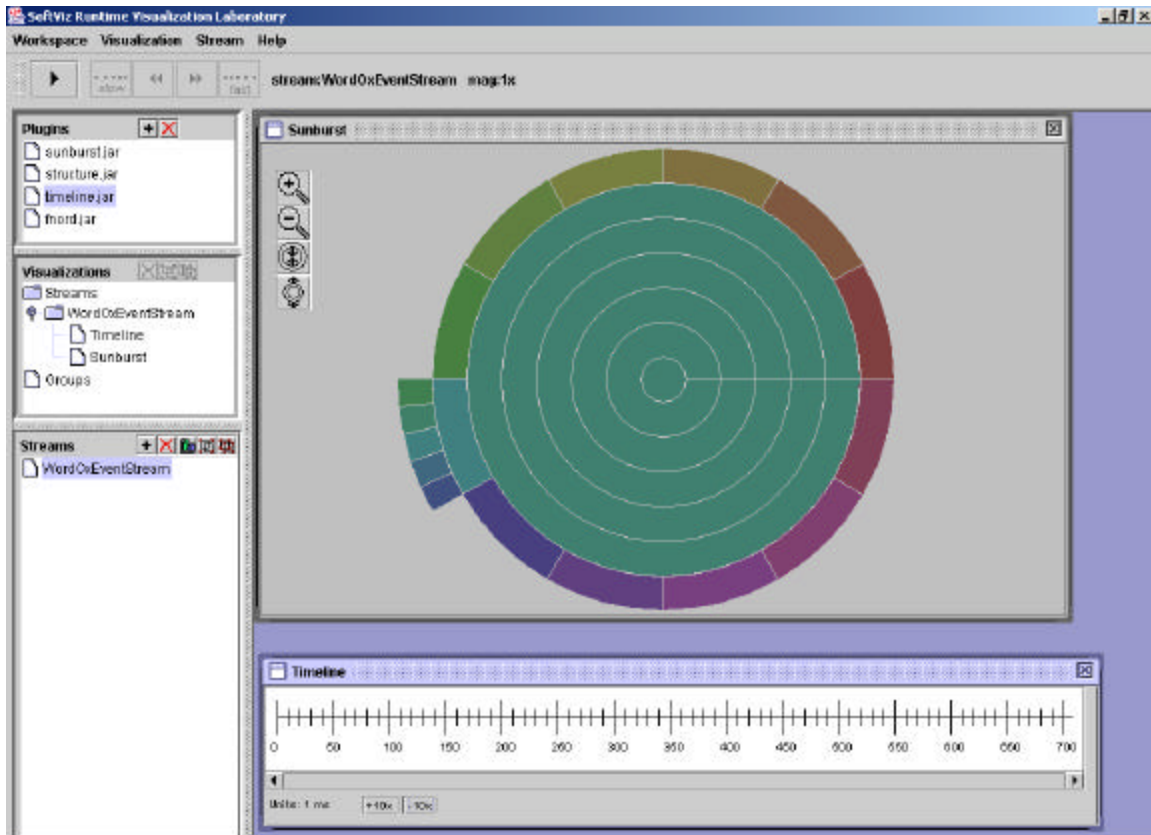 SoftViz Runtime Visualization Laboratory
Workspace Visualization Stream Help
slow fast stream:WordOxEventStream mag:1x
Plugins
sunburst.jar
structure.jar
timeline.jar
fnord.jar
Visualizations
Streams
WordOxEventStream
Timeline
Sunburst
Groups
Streams
WordOxEventStream
Sunburst
Timeline
0 50 100 150 200 250 300 350 400 450 500 550 600 650 700
Units: 1 ms +10x -10x